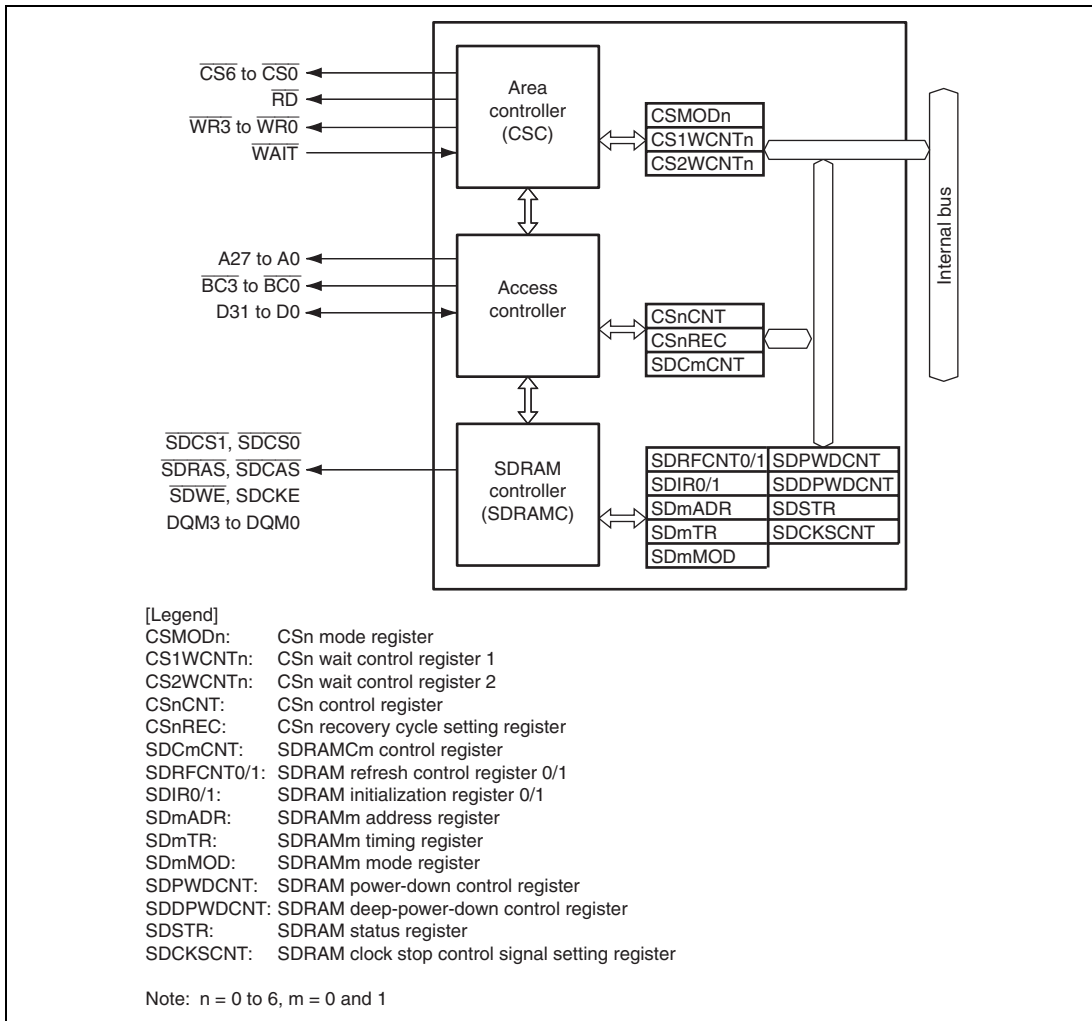 CS6 to CS0
RD
WR3 to WR0
WAIT
Area
controller
(CSC)
CSMODn
CS1WCNTn
CS2WCNTn
Internal bus
A27 to A0
BC3 to BC0
D31 to D0
Access
controller
CSnCNT
CSnREC
SDCmCNT
SDCS1, SDCS0
SDRAS, SDCAS
SDWE, SDCKE
DQM3 to DQM0
SDRAM
controller
(SDRAMC)
SDRFCNT0/1 SDPWDCNT
SDIR0/1 SDDPWDCNT
SDmADR SDSTR
SDmTR SDCKSCNT
SDmMOD
[Legend]
CSMODn: CSn mode register
CS1WCNTn: CSn wait control register 1
CS2WCNTn: CSn wait control register 2
CSnCNT: CSn control register
CSnREC: CSn recovery cycle setting register
SDCmCNT: SDRAMCm control register
SDRFCNT0/1: SDRAM refresh control register 0/1
SDIR0/1: SDRAM initialization register 0/1
SDmADR: SDRAMm address register
SDmTR: SDRAMm timing register
SDmMOD: SDRAMm mode register
SDPWDCNT: SDRAM power-down control register
SDDPWDCNT: SDRAM deep-power-down control register
SDSTR: SDRAM status register
SDCKSCNT: SDRAM clock stop control signal setting register
Note: n = 0 to 6, m = 0 and 1